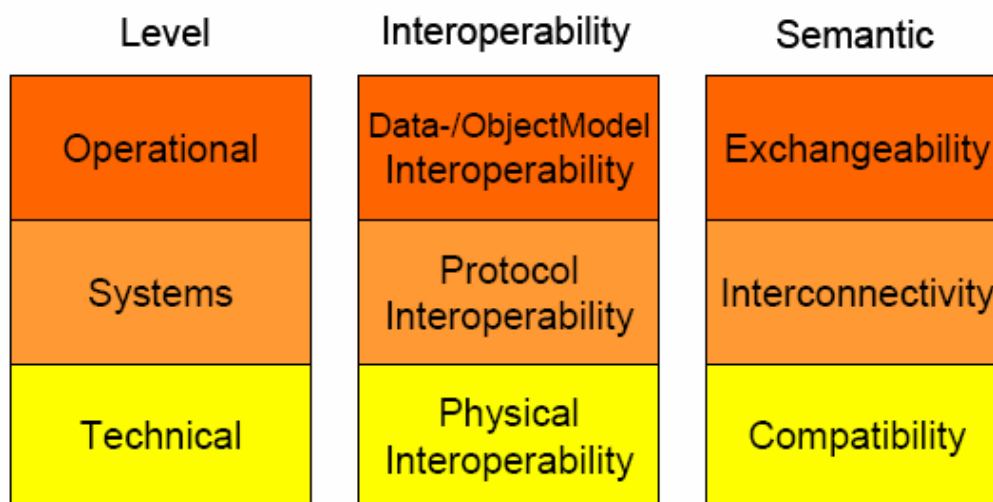 Level
Interoperability
Semantic
Operational
Data-/ObjectModel
Interoperability
Exchangeability
Systems
Protocol
Interoperability
Interconnectivity
Technical
Physical
Interoperability
Compatibility